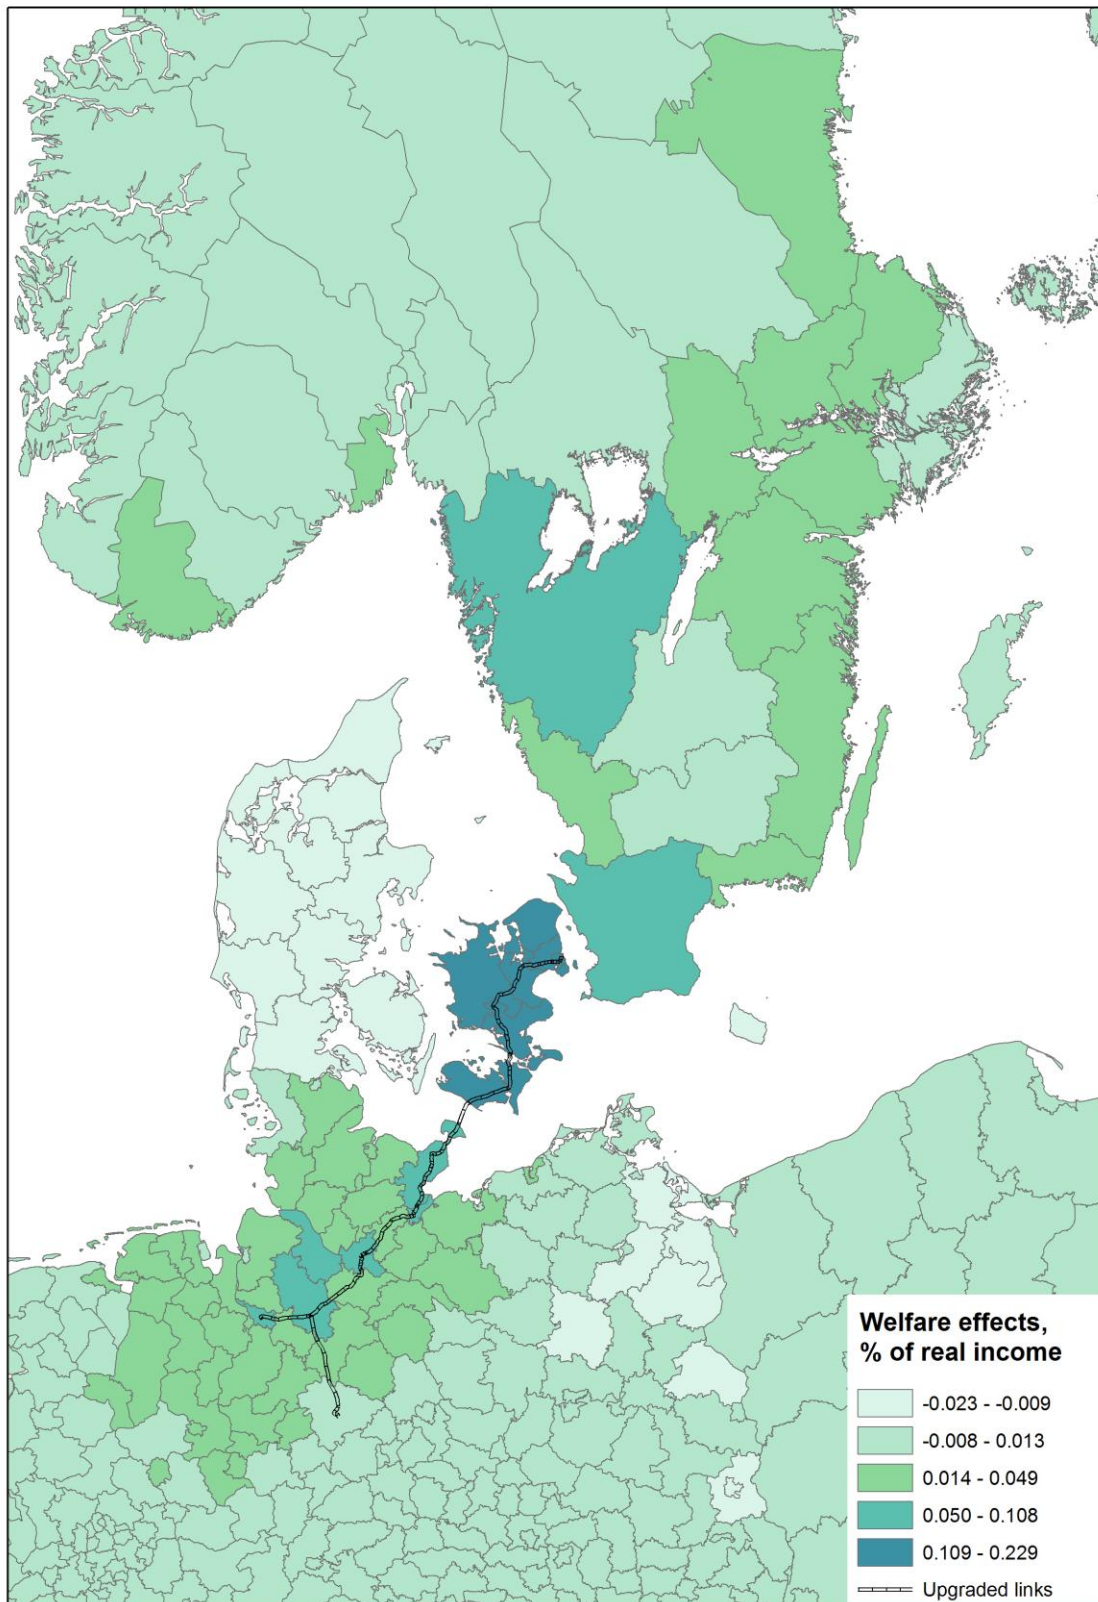 Welfare effects,
% of real income
-0.023 - -0.009
-0.008 - 0.013
0.014 - 0.049
0.050 - 0.108
0.109 - 0.229
Upgraded links